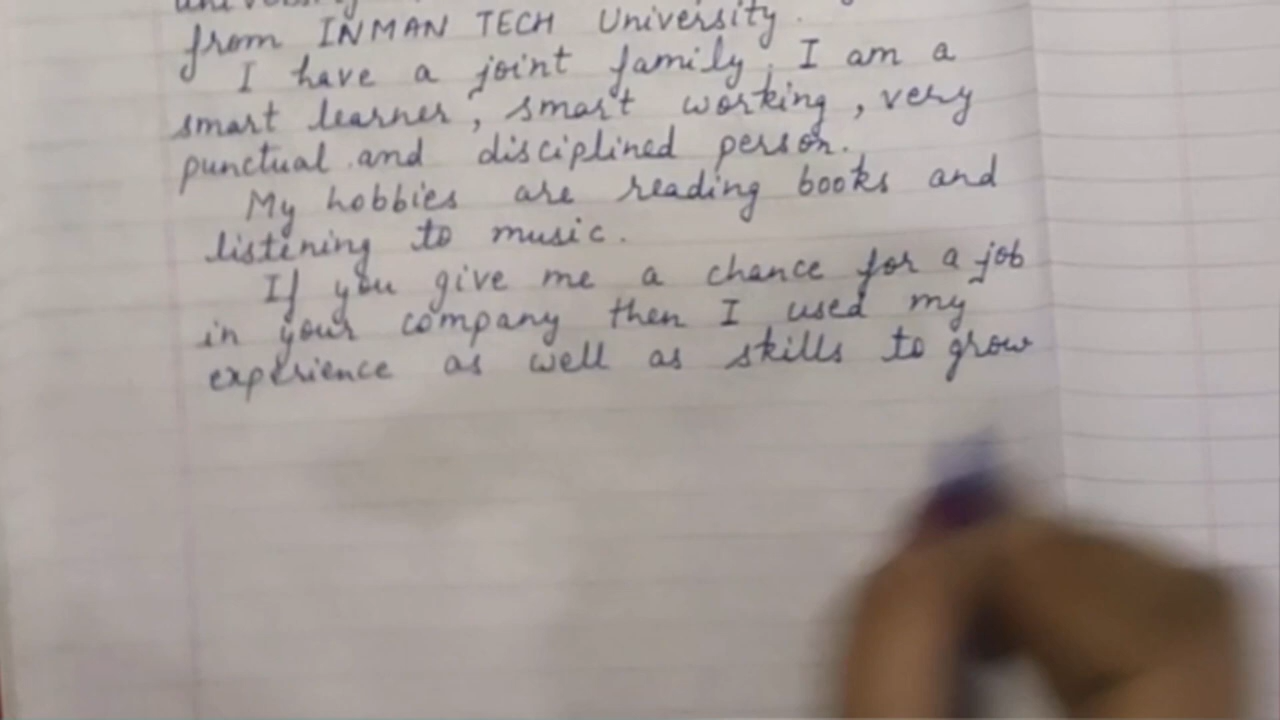 from INMAN TECH University.
I have a joint family. I am a
smart learner, smart working, very
punctual and disciplined person.
My hobbies are reading books and
listening to music.
If you give me a chance for a job
in your company then I used my
experience as well as skills to grow